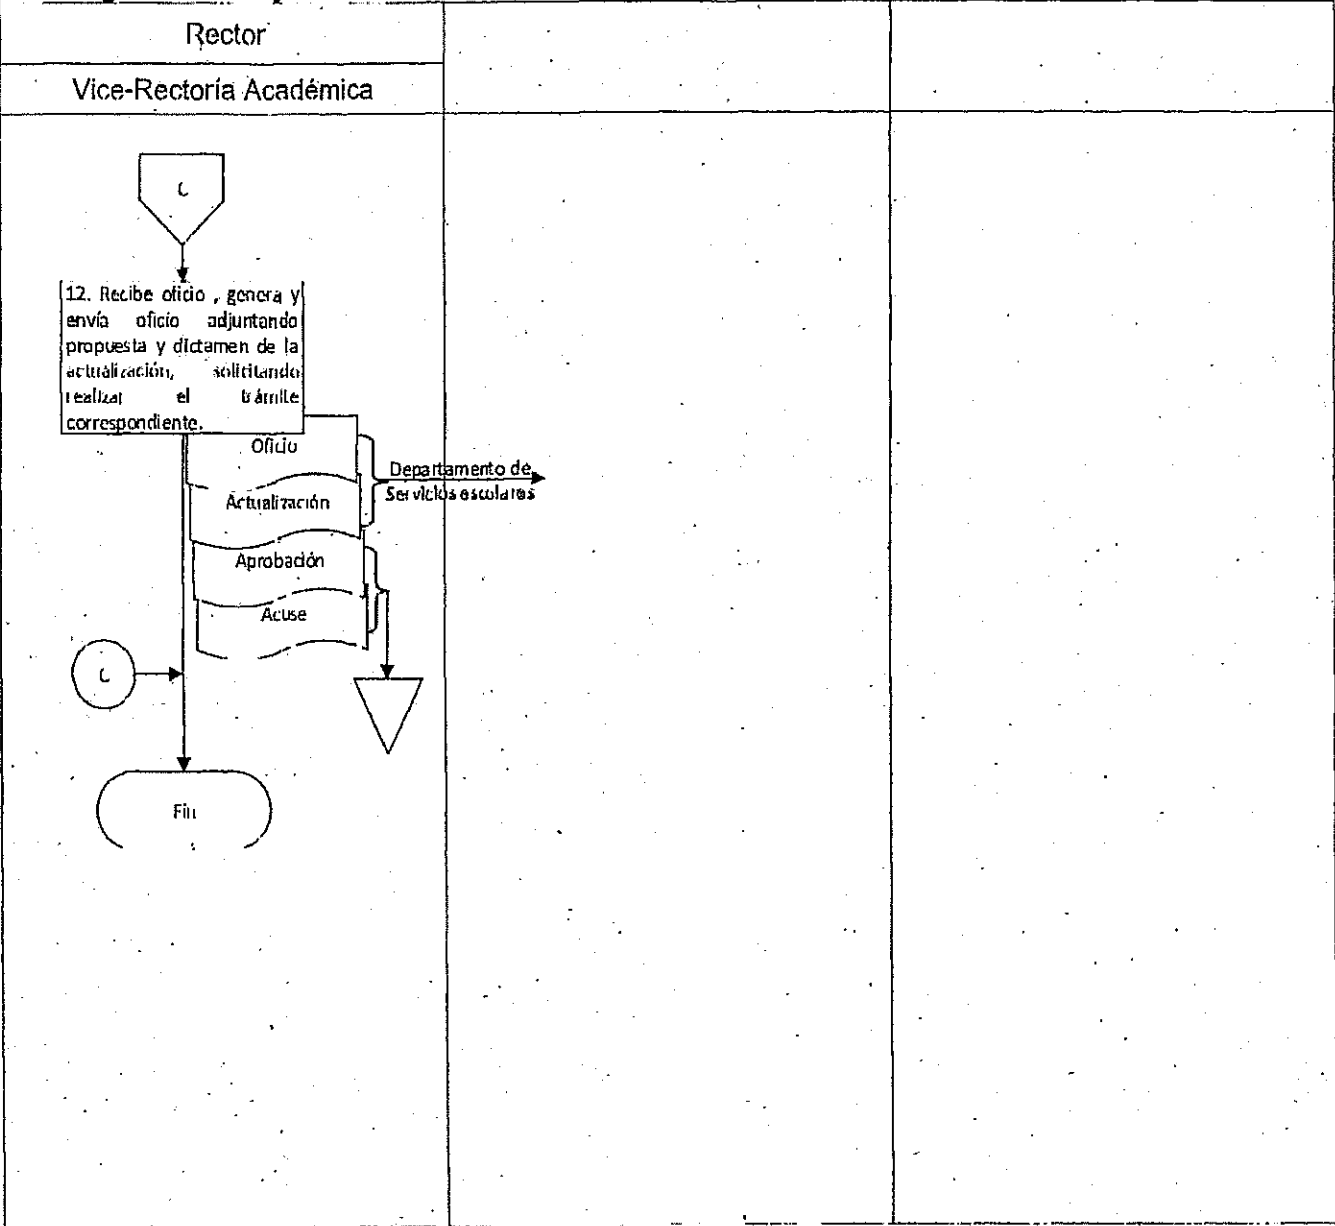 Rector
Vice-Rectoría Académica
C
12. Recibe oficio , genera y
envía oficio adjuntando
propuesta y dictamen de la
actualización, solicitando
realizar el trámite
correspondiente.
Oficio
Departamento de
Servicios escolares
Actualización
Aprobación
Acuse
C
Fin